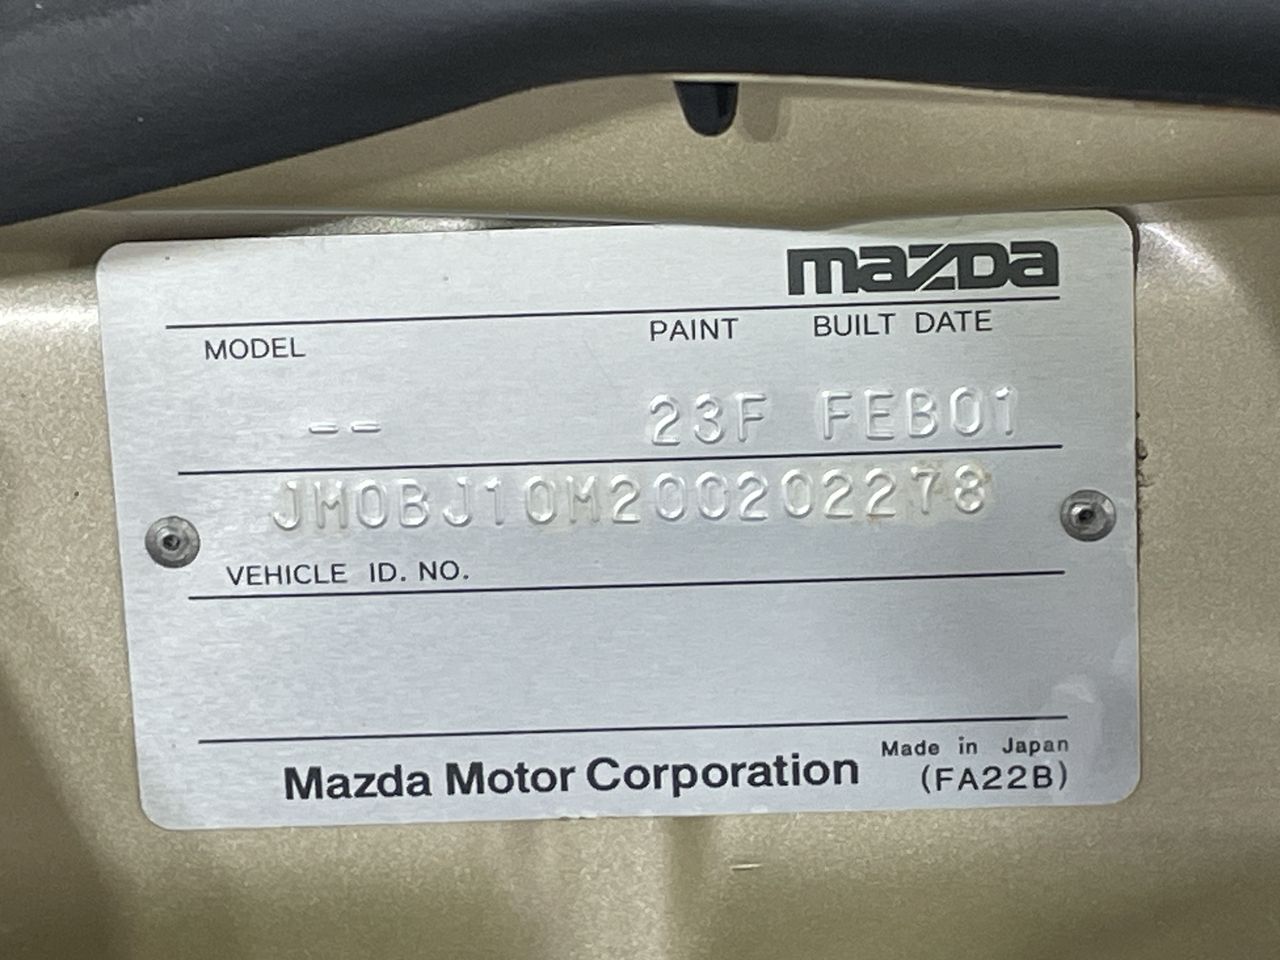 mazda
MODEL PAINT BUILT DATE
-- 23F FEB01
JM0BJ10M200202278
VEHICLE ID. NO.
Mazda Motor Corporation
Made in Japan
(FA22B)